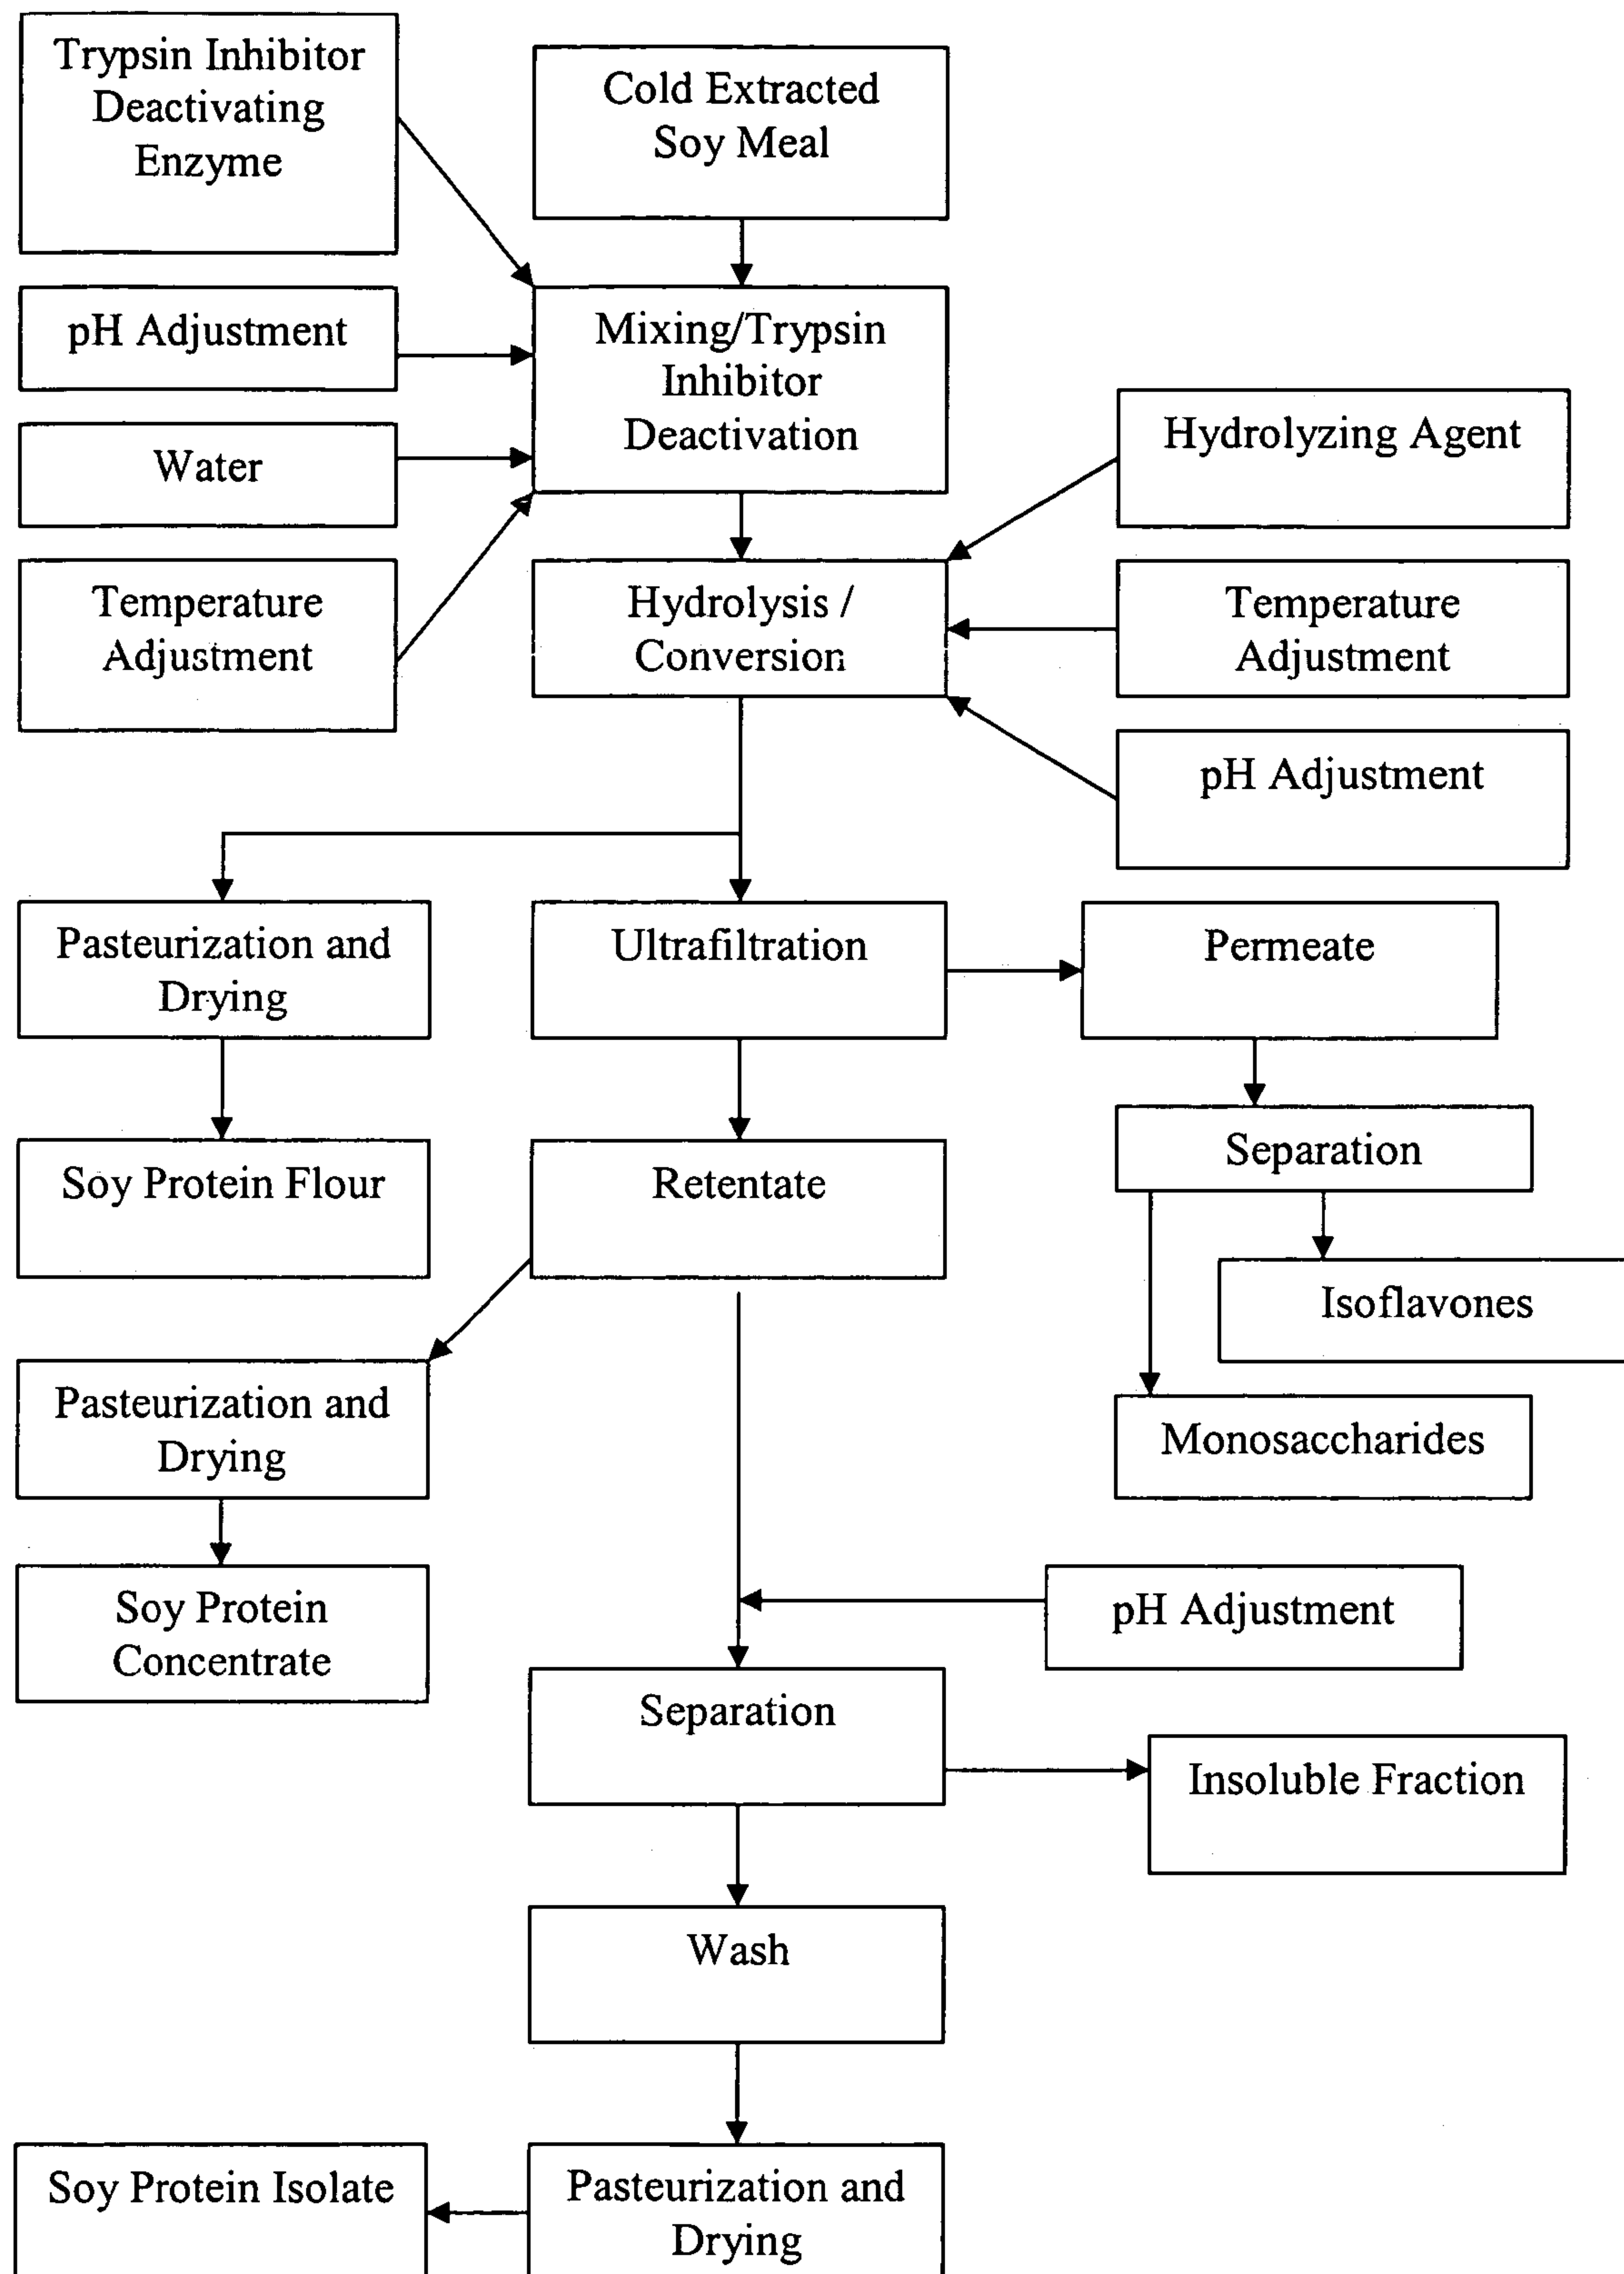 Trypsin Inhibitor
Deactivating
Enzyme
Cold Extracted
Soy Meal
pH Adjustment
Mixing/Trypsin
Inhibitor
Deactivation
Water
Hydrolyzing Agent
Temperature
Adjustment
Hydrolysis /
Conversion
Temperature
Adjustment
pH Adjustment
Pasteurization and
Drying
Ultrafiltration
Permeate
Soy Protein Flour
Retentate
Separation
Isoflavones
Pasteurization and
Drying
Monosaccharides
Soy Protein
Concentrate
pH Adjustment
Separation
Insoluble Fraction
Wash
Soy Protein Isolate
Pasteurization and
Drying